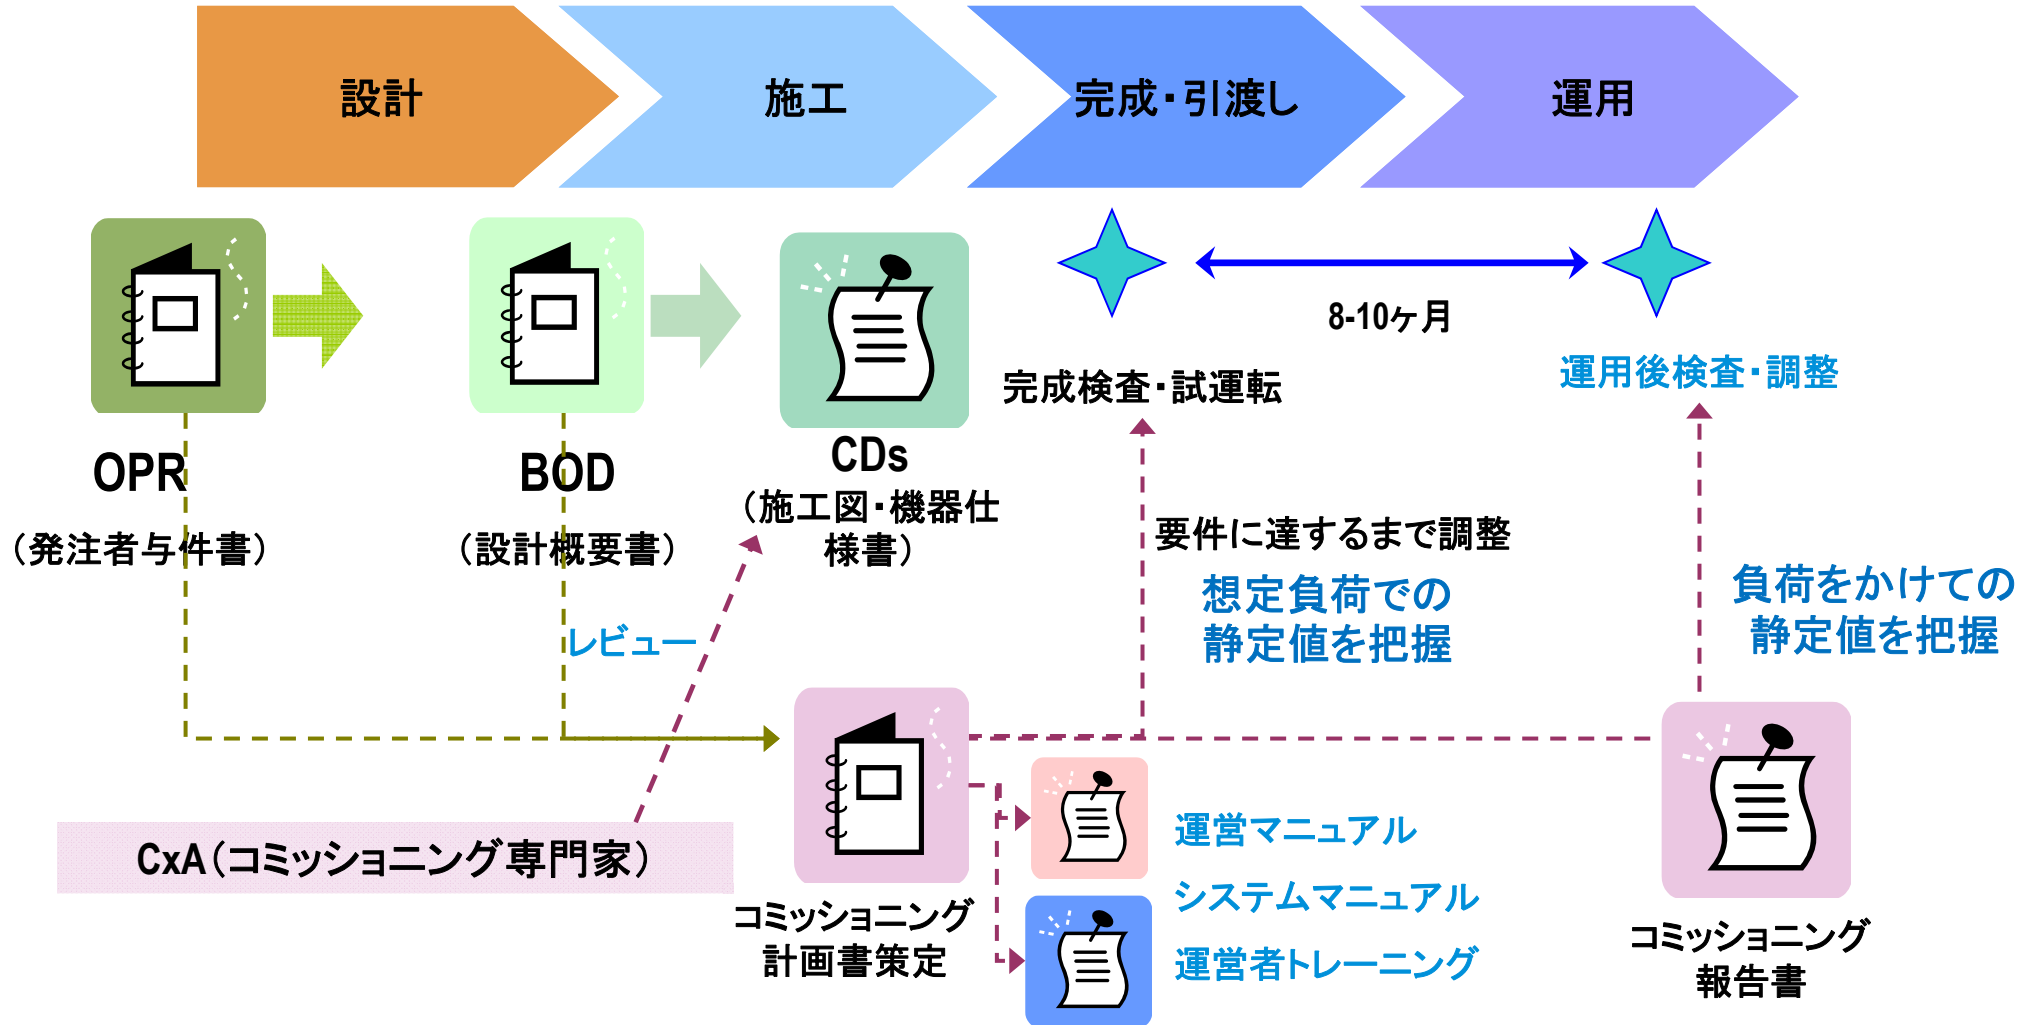 設計
施工
完成・引渡し
運用
8-10ヶ月
運用後検査・調整
完成検査・試運転
OPR
(発注者与件書)
BOD
(設計概要書)
CDs
(施工図・機器仕
様書)
要件に達するまで調整
想定負荷での
静定値を把握
負荷をかけての
静定値を把握
レビュー
CxA(コミッショニング専門家)
コミッショニング
計画書策定
運営マニュアル
システムマニュアル
運営者トレーニング
コミッショニング
報告書